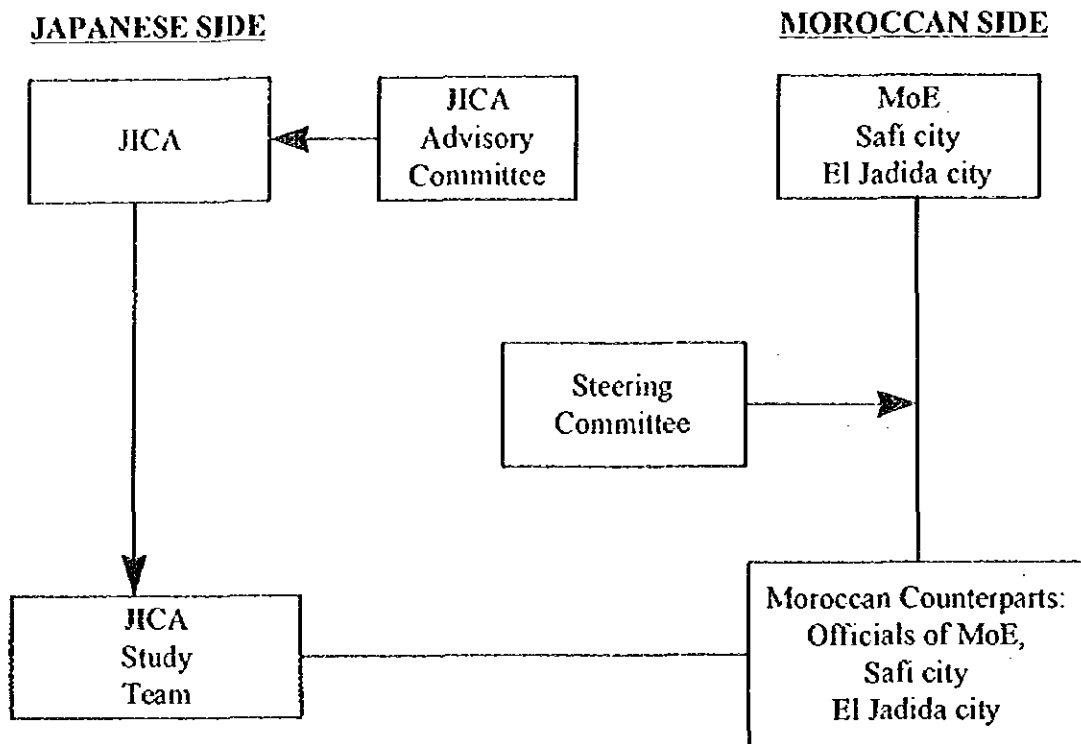 JAPANESE SIDE
MOROCCAN SIDE
JICA
JICA
Advisory
Committee
MoE
Safi city
El Jadida city
Steering
Committee
JICA
Study
Team
Moroccan Counterparts:
Officials of MoE,
Safi city
El Jadida city